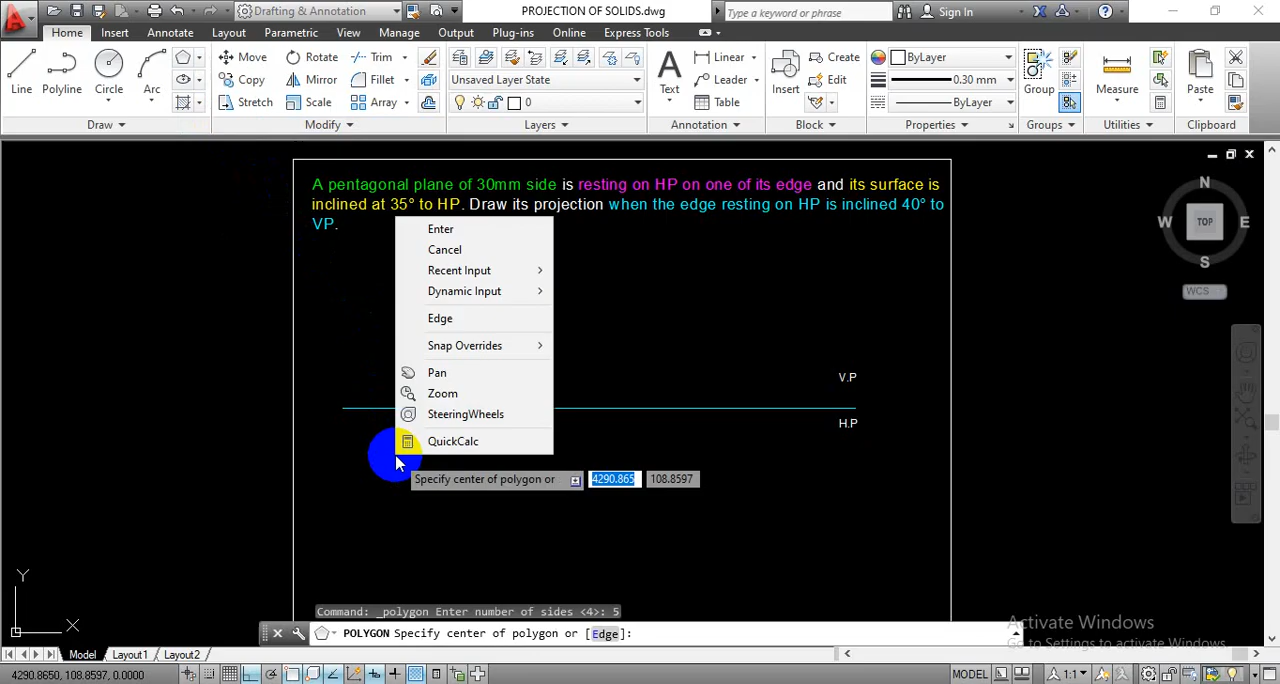 Drafting & Annotation
PROJECTION OF SOLIDS.dwg
Type a keyword or phrase
Sign In
Home Insert Annotate Layout Parametric View Manage Output Plug-ins Online Express Tools
Line Polyline Circle Arc
Draw
Move Rotate Trim
Copy Mirror Fillet
Stretch Scale Array
Modify
Unsaved Layer State
0
Layers
Text
Linear
Leader
Table
Annotation
Insert
Create
Edit
Block
ByLayer
0.30 mm
ByLayer
Properties
Group
Groups
Measure
Utilities
Paste
Clipboard
A pentagonal plane of 30mm side is resting on HP on one of its edge and its surface is
inclined at 35° to HP. Draw its projection when the edge resting on HP is inclined 40° to
VP.
N
W TOP E
S
WCS
Enter
Cancel
Recent Input
Dynamic Input
Edge
Snap Overrides
Pan
Zoom
SteeringWheels
QuickCalc
V.P
H.P
Specify center of polygon or 4290.865 108.8597
Y
X
Command: _polygon Enter number of sides <4>: 5
POLYGON Specify center of polygon or [Edge]:
Activate Windows
Go to Settings to activate Windows.
Model Layout1 Layout2
4290.8650, 108.8597, 0.0000
MODEL
1:1